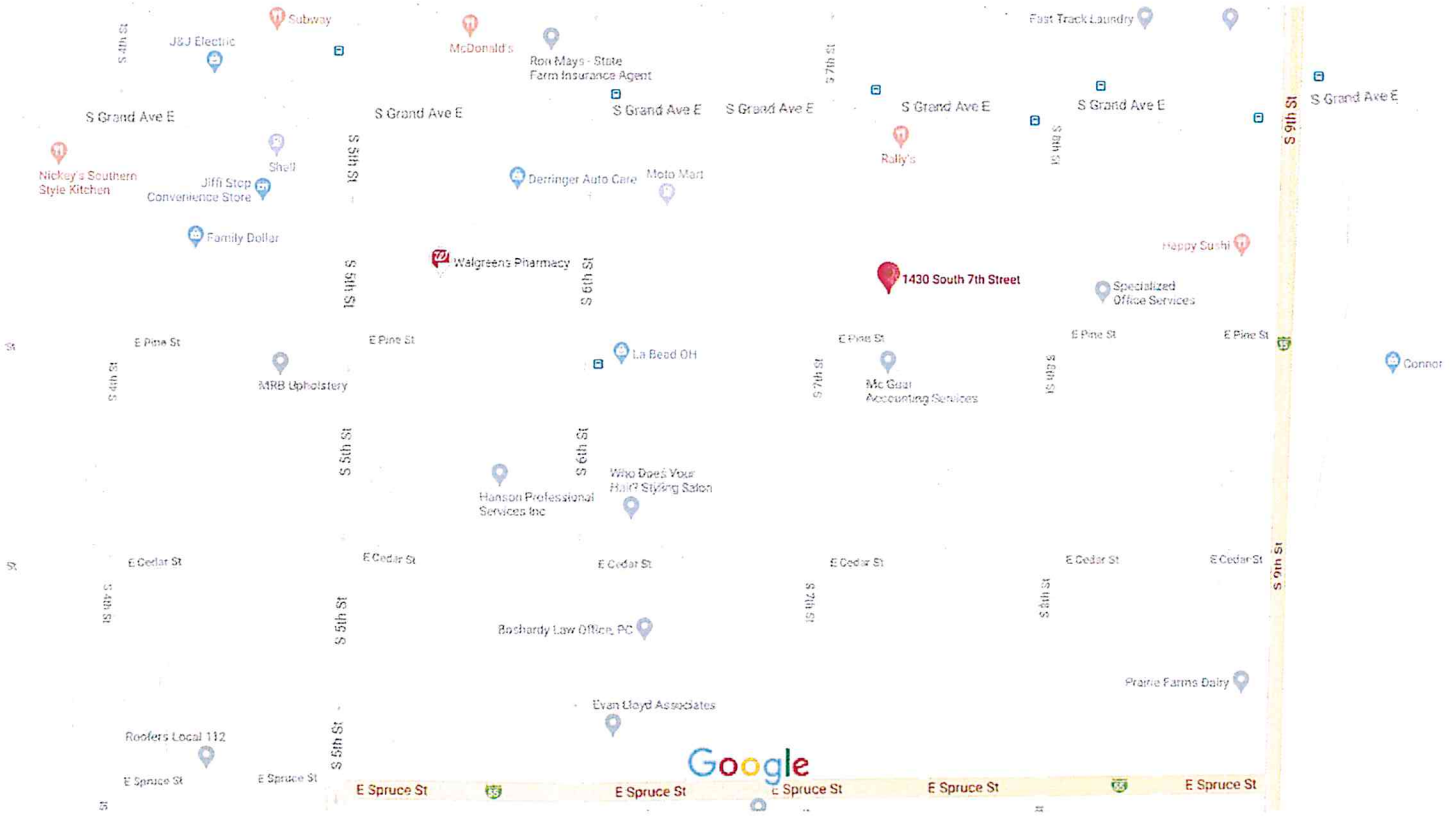 Subway
McDonald's
Fast Track Laundry
S 4th St
J&J Electric
Ron Mays - State
Farm Insurance Agent
S 7th St
S Grand Ave E
S Grand Ave E
S Grand Ave E
S Grand Ave E
S Grand Ave E
S Grand Ave E
S Grand Ave E
S 9th St
Nickey's Southern
Style Kitchen
Shell
Jiffi Stop
Convenience Store
S 5th St
Derringer Auto Care
Moto Mart
Rally's
S 8th St
Family Dollar
Walgreens Pharmacy
S 5th St
S 6th St
1430 South 7th Street
Happy Sushi
Specialized
Office Services
St
E Pine St
E Pine St
E Pine St
E Pine St
E Pine St
S 4th St
MRB Upholstery
La Bead OH
S 7th St
Mc Guar
Accounting Services
S 8th St
Connor
S 5th St
S 6th St
Hanson Professional
Services Inc
Who Does Your
Hair? Styling Salon
St
E Cedar St
E Cedar St
E Cedar St
E Cedar St
E Cedar St
E Cedar St
S 9th St
S 4th St
S 5th St
S 7th St
S 8th St
Boshardy Law Office, PC
Prairie Farms Dairy
Evan Lloyd Associates
Roofers Local 112
S 5th St
Google
E Spruce St
E Spruce St
E Spruce St
55
E Spruce St
E Spruce St
E Spruce St
55
E Spruce St